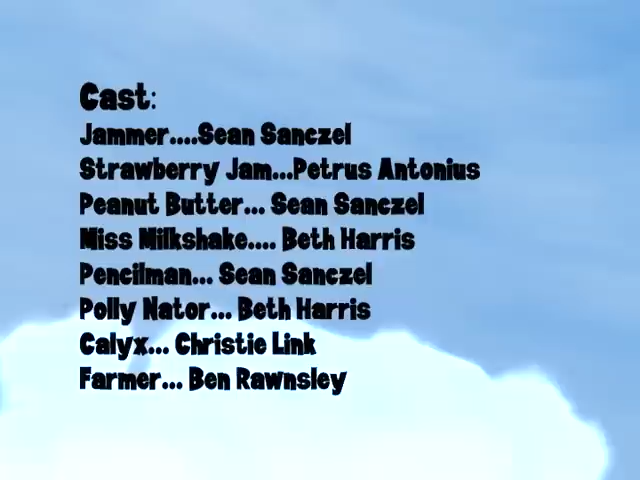 Cast:
Jammer....Sean Sanczel
Strawberry Jam...Petrus Antonius
Peanut Butter... Sean Sanczel
Miss Milkshake.... Beth Harris
Pencilman... Sean Sanczel
Polly Nator... Beth Harris
Calyx... Christie Link
Farmer... Ben Rawnsley